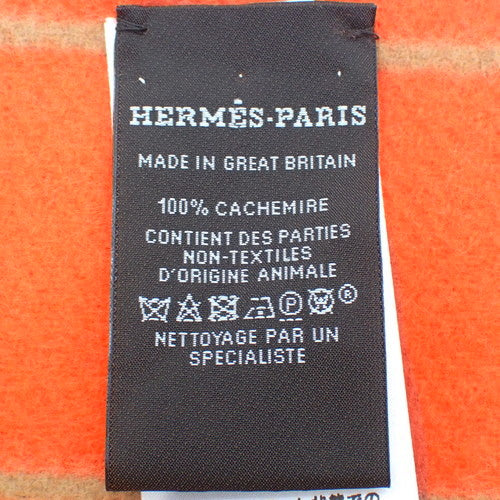 HERMÈS-PARIS
MADE IN GREAT BRITAIN
100% CACHEMIRE
CONTIENT DES PARTIES
NON-TEXTILES
D'ORIGINE ANIMALE
P W ®
NETTOYAGE PAR UN
SPECIALISTE